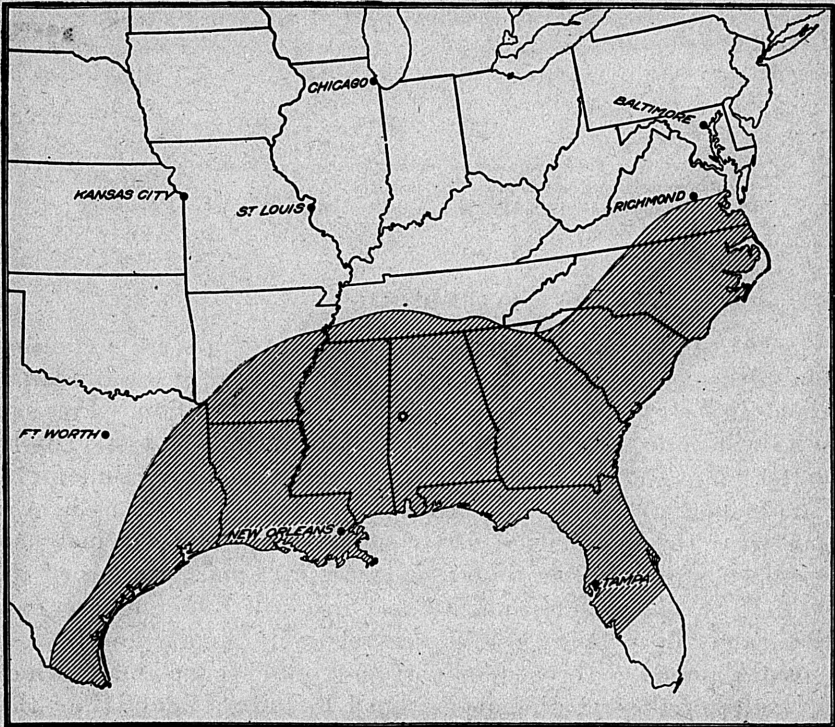 CHICAGO
BALTIMORE
KANSAS CITY
ST LOUIS
RICHMOND
FT WORTH
NEW ORLEANS
TAMPA